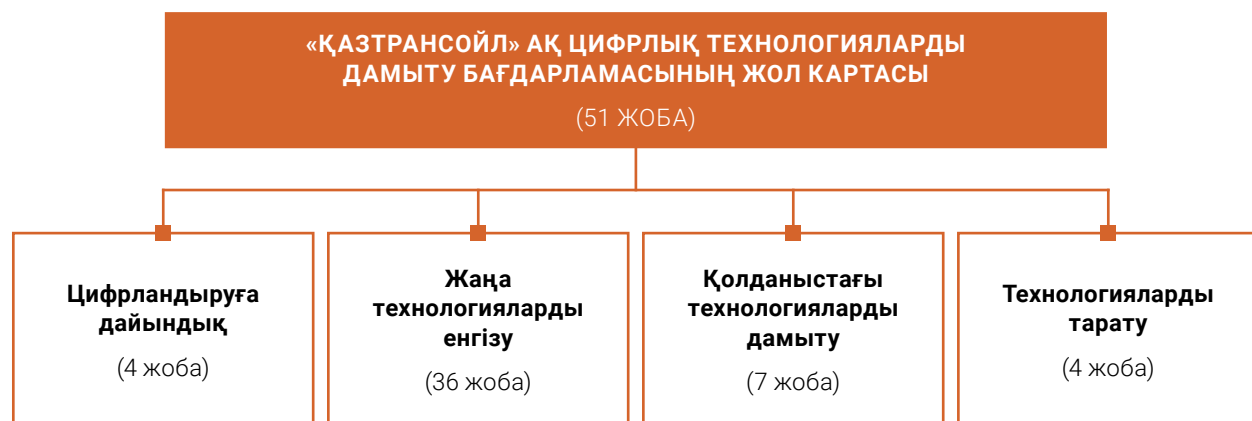 «ҚАЗТРАНСОЙЛ» АҚ ЦИФРЛЫҚ ТЕХНОЛОГИЯЛАРДЫ
ДАМЫТУ БАҒДАРЛАМАСЫНЫҢ ЖОЛ КАРТАСЫ
(51 ЖОБА)
Цифрландыруға
дайындық
(4 жоба)
Жаңа
технологияларды
енгізу
(36 жоба)
Қолданыстағы
технологияларды
дамыту
(7 жоба)
Технологияларды
тарату
(4 жоба)